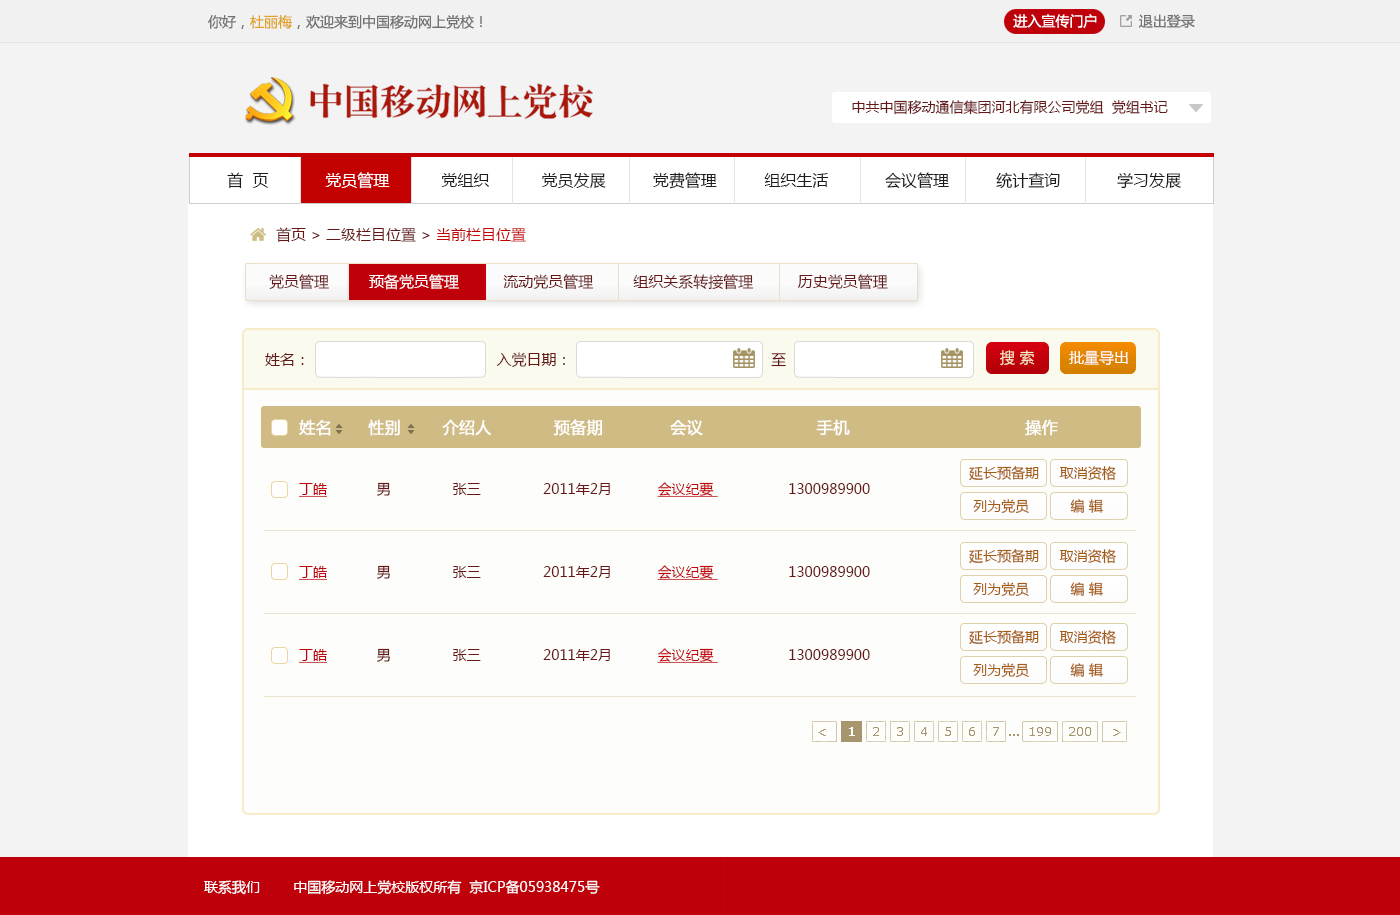 你好，杜丽梅，欢迎来到中国移动网上党校！ 进入宣传门户 退出登录
中国移动网上党校
中共中国移动通信集团河北有限公司党组 党组书记
首 页 党员管理 党组织 党员发展 党费管理 组织生活 会议管理 统计查询 学习发展
首页 > 二级栏目位置 > 当前栏目位置
党员管理 预备党员管理 流动党员管理 组织关系转接管理 历史党员管理
姓名： 入党日期： 至 搜 索 批量导出
姓名 性别 介绍人 预备期 会议 手机 操作
丁皓 男 张三 2011年2月 会议纪要 1300989900 延长预备期 取消资格
列为党员 编 辑
丁皓 男 张三 2011年2月 会议纪要 1300989900 延长预备期 取消资格
列为党员 编 辑
丁皓 男 张三 2011年2月 会议纪要 1300989900 延长预备期 取消资格
列为党员 编 辑
< 1 2 3 4 5 6 7 ... 199 200 >
联系我们 中国移动网上党校版权所有 京ICP备05938475号